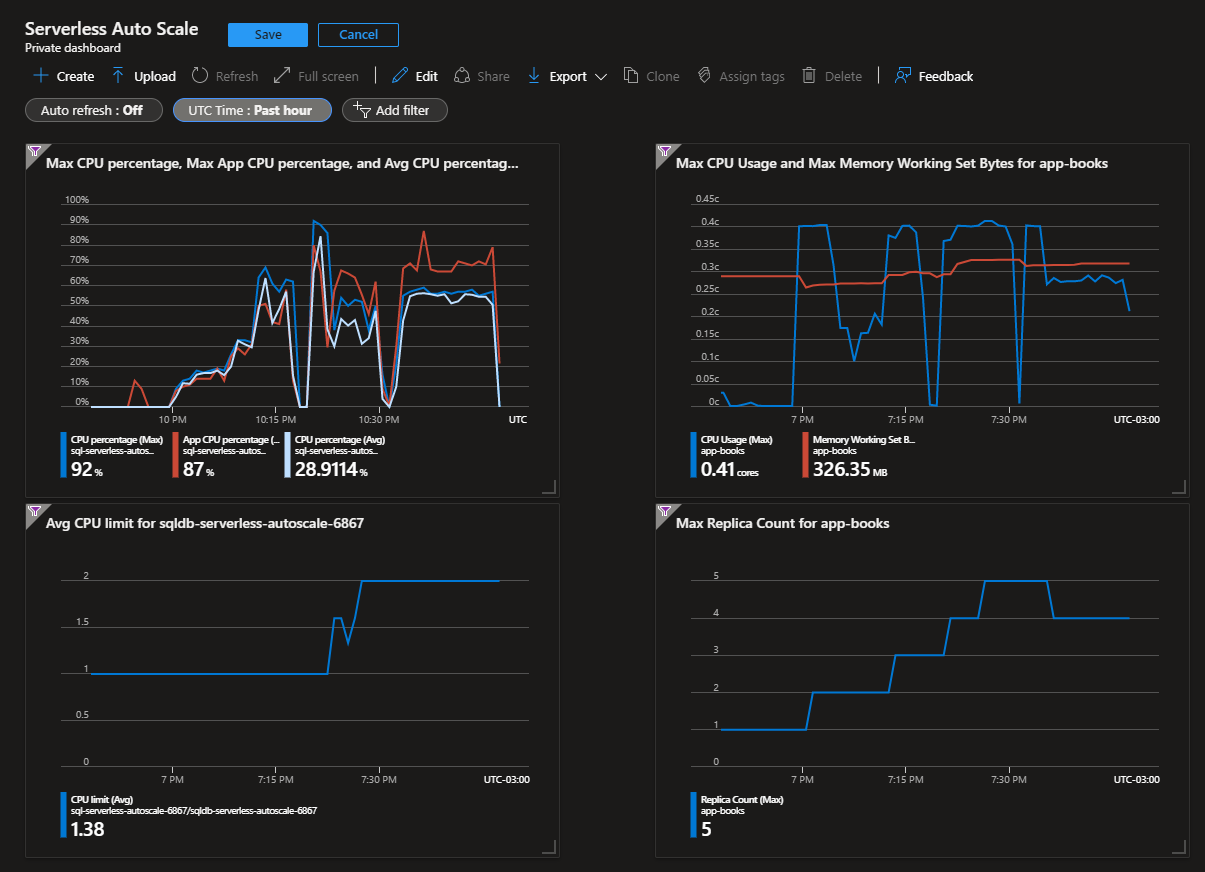 Serverless Auto Scale
Private dashboard
Save
Cancel
Create
Upload
Refresh
Full screen
Edit
Share
Export
Clone
Assign tags
Delete
Feedback
Auto refresh : Off
UTC Time : Past hour
Add filter
Max CPU percentage, Max App CPU percentage, and Avg CPU percentag...
100%
90%
80%
70%
60%
50%
40%
30%
20%
10%
0%
10 PM
10:15 PM
10:30 PM
UTC
CPU percentage (Max)
sql-serverless-autos...
92 %
App CPU percentage (...
sql-serverless-autos...
87 %
CPU percentage (Avg)
sql-serverless-autos...
28.9114 %
Max CPU Usage and Max Memory Working Set Bytes for app-books
0.45c
0.4c
0.35c
0.3c
0.25c
0.2c
0.15c
0.1c
0.05c
0c
7 PM
7:15 PM
7:30 PM
UTC-03:00
CPU Usage (Max)
app-books
0.41 cores
Memory Working Set B...
app-books
326.35 MB
Avg CPU limit for sqldb-serverless-autoscale-6867
2
1.5
1
0.5
0
7 PM
7:15 PM
7:30 PM
UTC-03:00
CPU limit (Avg)
sql-serverless-autoscale-6867/sqldb-serverless-autoscale-6867
1.38
Max Replica Count for app-books
5
4
3
2
1
0
7 PM
7:15 PM
7:30 PM
UTC-03:00
Replica Count (Max)
app-books
5